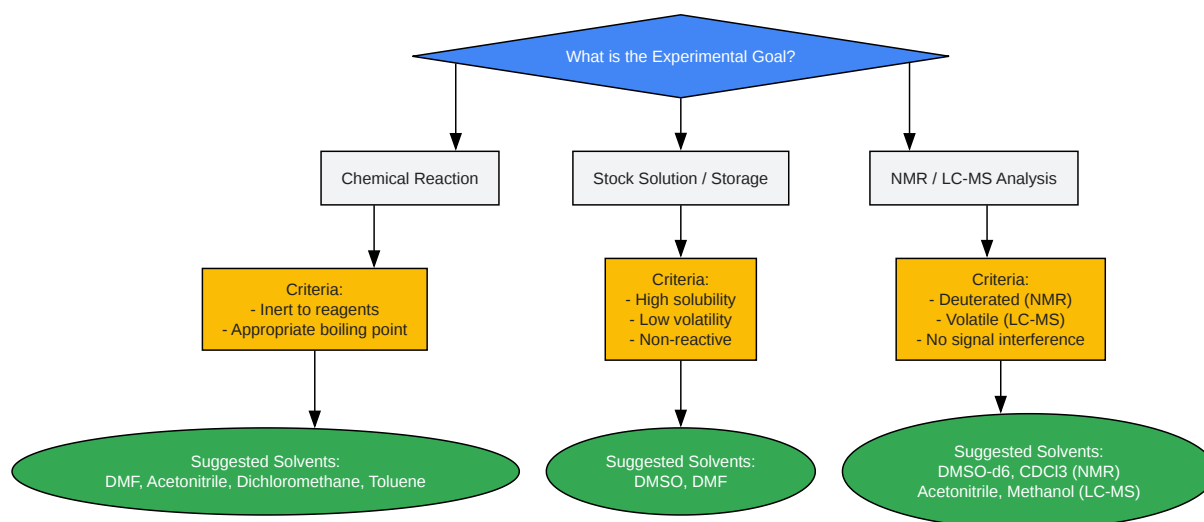 What is the Experimental Goal?
Chemical Reaction
Stock Solution / Storage
NMR / LC-MS Analysis
Criteria:
- Inert to reagents
- Appropriate boiling point
Criteria:
- High solubility
- Low volatility
- Non-reactive
Criteria:
- Deuterated (NMR)
- Volatile (LC-MS)
- No signal interference
Suggested Solvents:
DMF, Acetonitrile, Dichloromethane, Toluene
Suggested Solvents:
DMSO, DMF
Suggested Solvents:
DMSO-d6, CDCl3 (NMR)
Acetonitrile, Methanol (LC-MS)